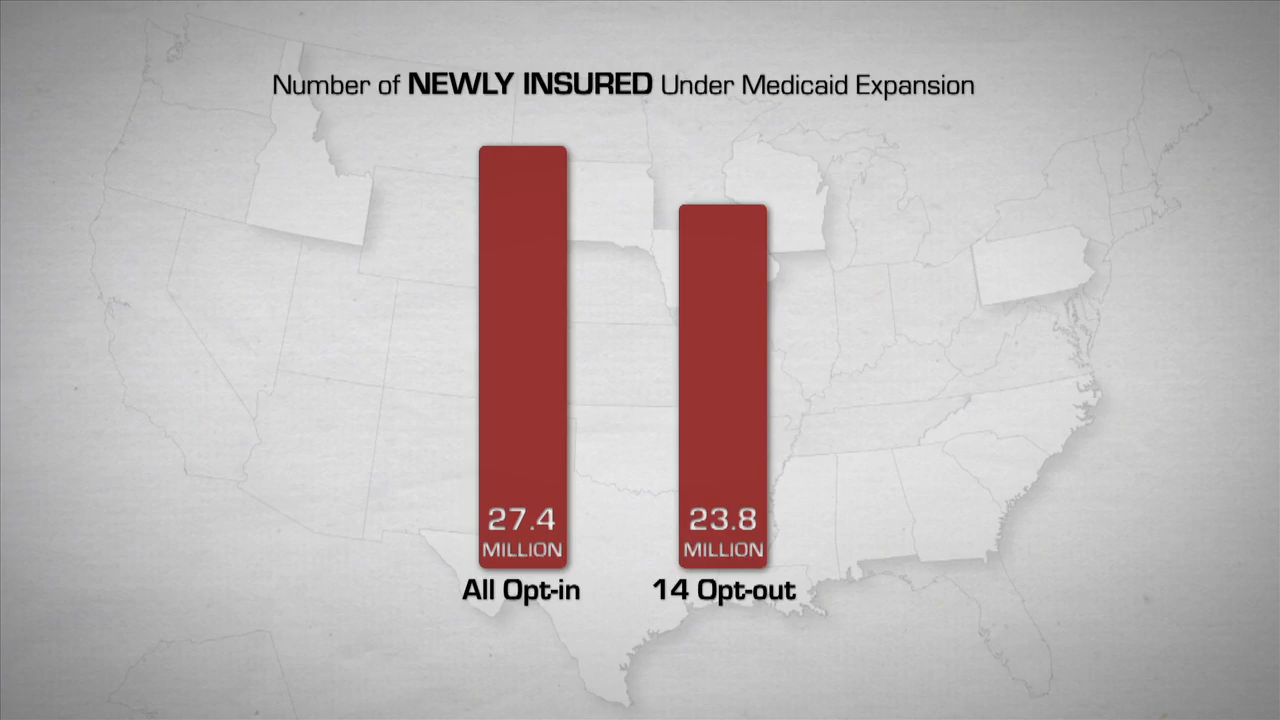 Number of NEWLY INSURED Under Medicaid Expansion
27.4
MILLION
23.8
MILLION
All Opt-in
14 Opt-out